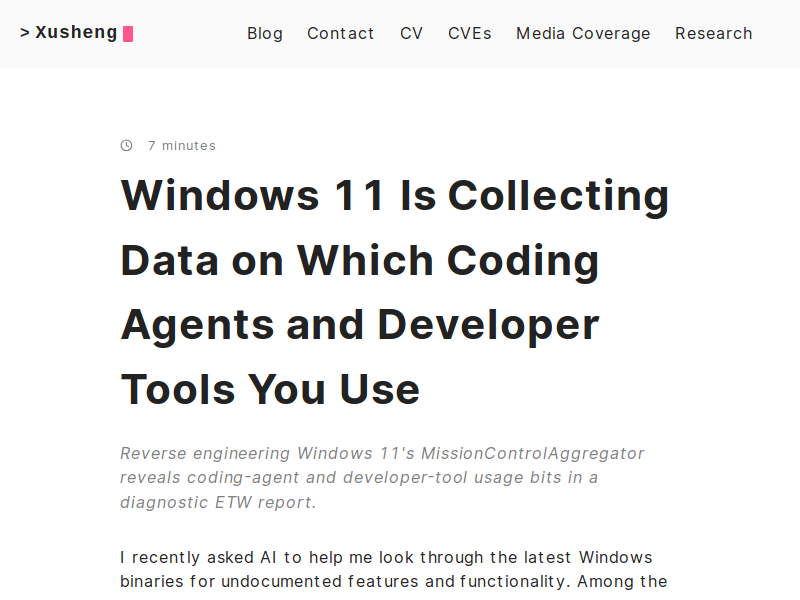 > Xusheng
Blog Contact CV CVEs Media Coverage Research
7 minutes
Windows 11 Is Collecting
Data on Which Coding
Agents and Developer
Tools You Use
Reverse engineering Windows 11's MissionControlAggregator
reveals coding-agent and developer-tool usage bits in a
diagnostic ETW report.
I recently asked AI to help me look through the latest Windows
binaries for undocumented features and functionality. Among the